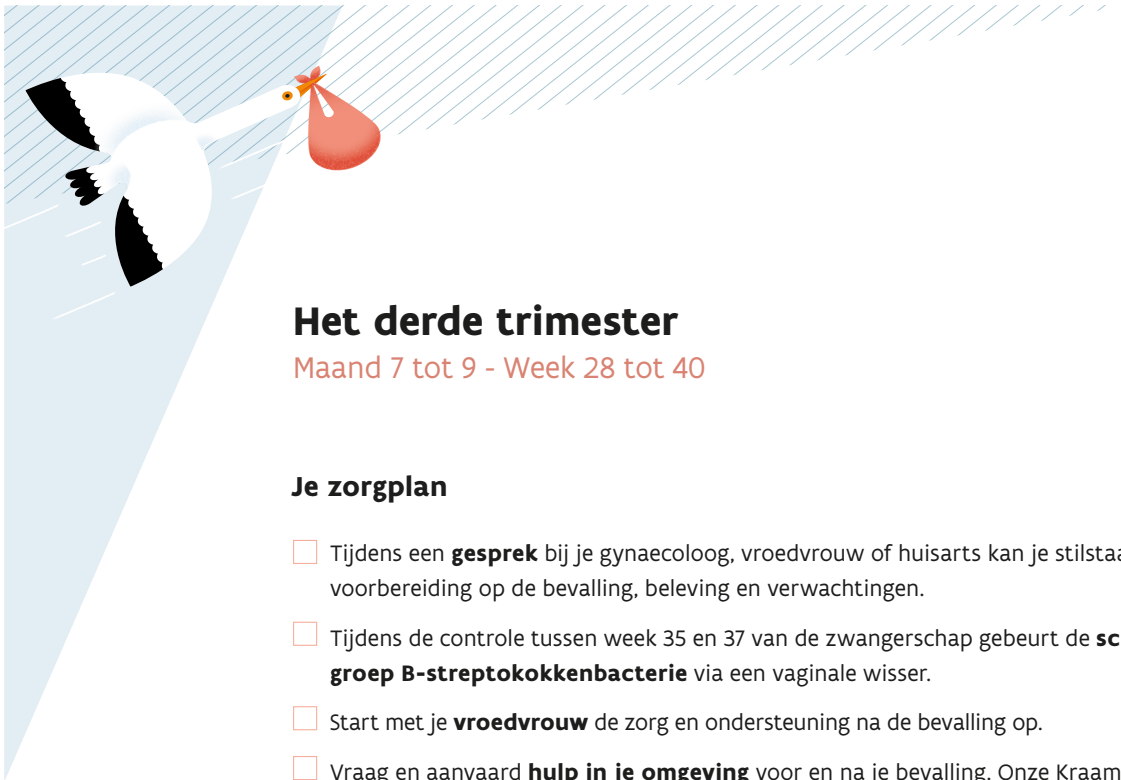 Het derde trimester
Maand 7 tot 9 - Week 28 tot 40
Je zorgplan
Tijdens een gesprek bij je gynaecoloog, vroedvrouw of huisarts kan je
voorbereiding op de bevalling, beleving en verwachtingen.
Tijdens de controle tussen week 35 en 37 van de zwangerschap gebeurt de
groep B-streptokokkenbacterie via een vaginale wisser.
Start met je vroedvrouw de zorg en ondersteuning na de bevalling op.
Vraag en aanvaard hulp in je omgeving voor en na je bevalling. Onze